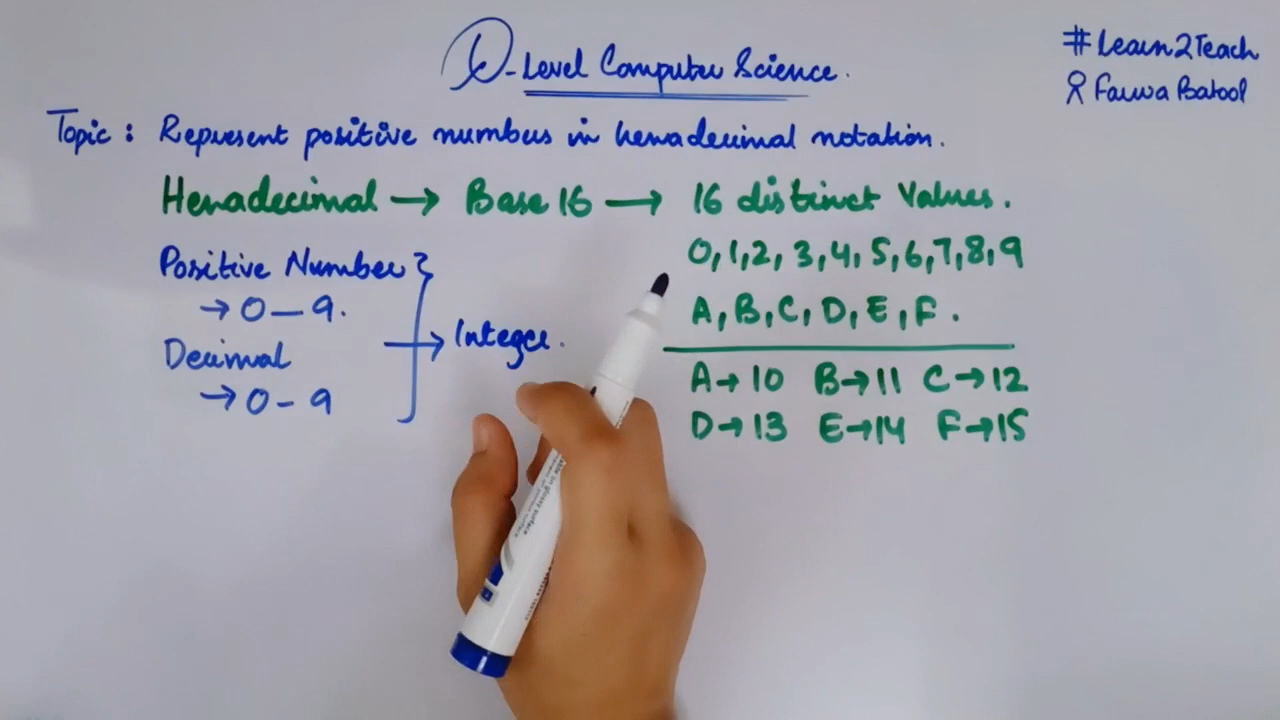 O-Level Computer Science.
#Learn2Teach
Farwa Batool
Topic : Represent positive numbers in hexadecimal notation.
Hexadecimal → Base 16 → 16 distinct Values.
Positive Number
→ 0 – 9.
Decimal
→ 0 - 9
→ Integer.
0, 1, 2, 3, 4, 5, 6, 7, 8, 9
A, B, C, D, E, F.
A → 10 B → 11 C → 12
D → 13 E → 14 F → 15